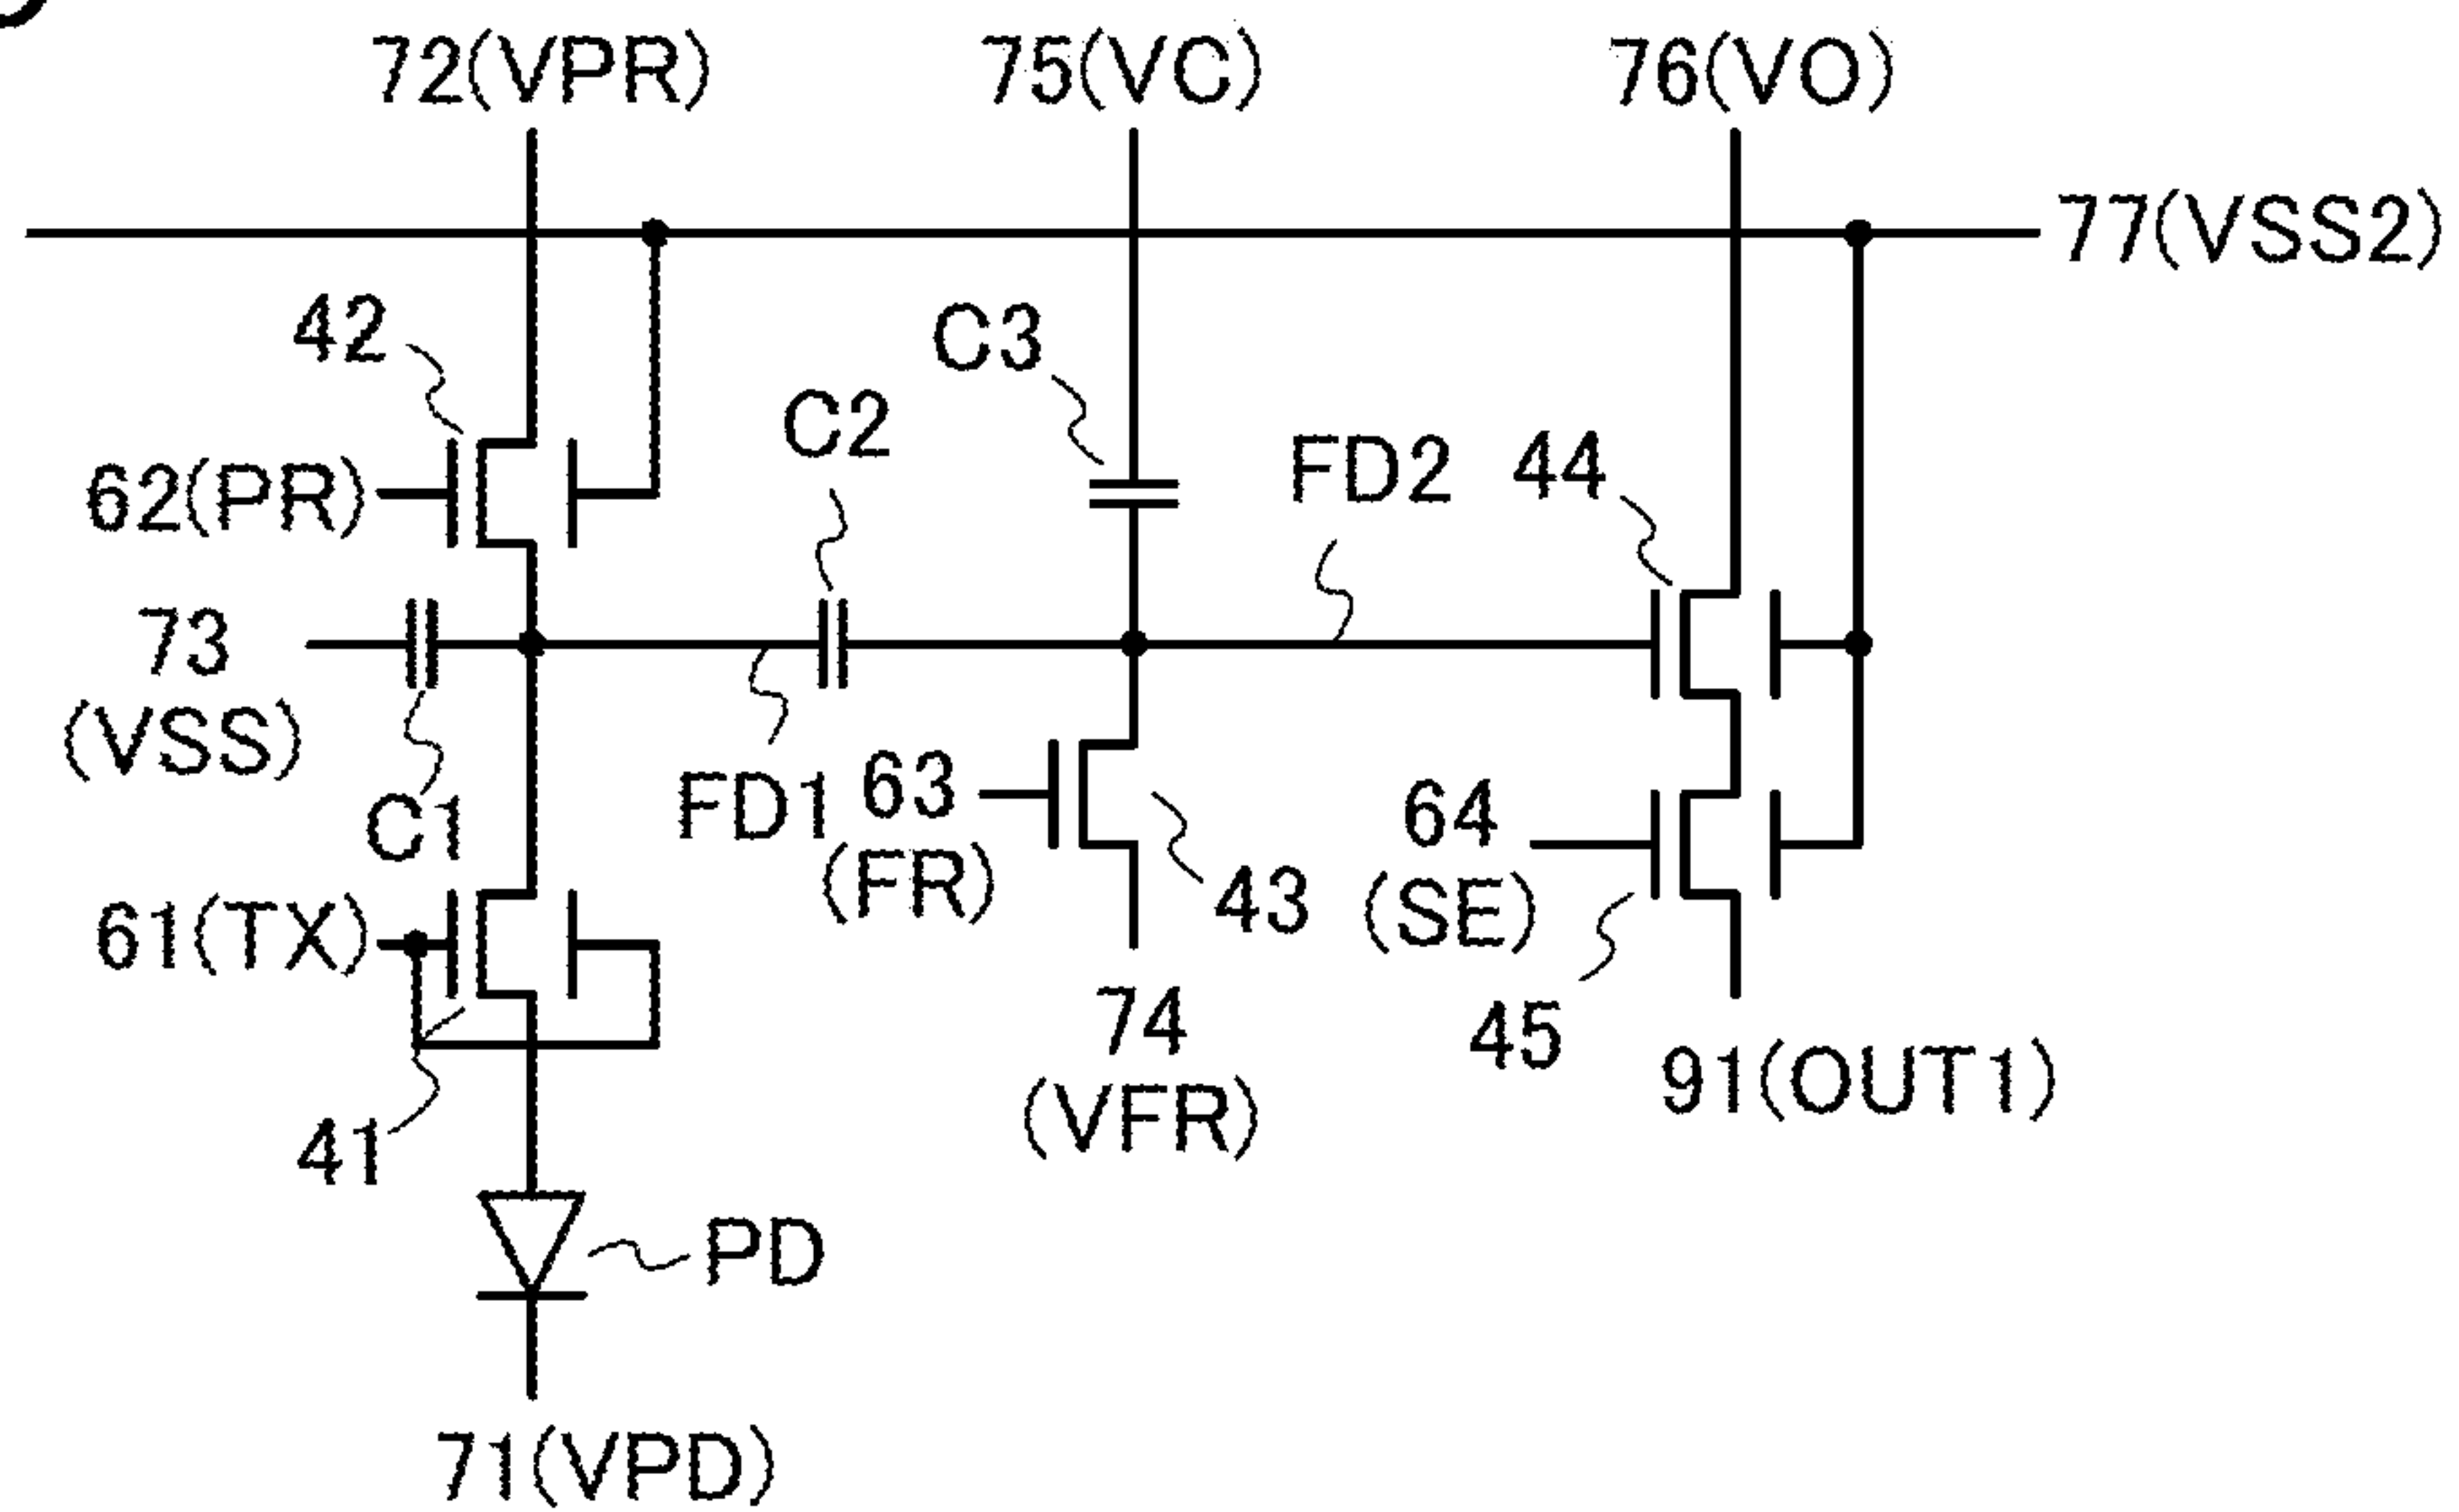 72(VPR)
75(VC)
76(VO)
77(VSS2)
42
C3
C2
FD2
44
62(PR)
73
(VSS)
C1
FD1
63
(FR)
43
64
(SE)
61(TX)
45
74
(VFR)
91(OUT1)
41
PD
71(VPD)